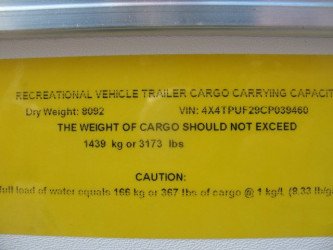 RECREATIONAL VEHICLE TRAILER CARGO CARRYING CAPACIT
Dry Weight: 8092 VIN: 4X4TPUF29CP039460
THE WEIGHT OF CARGO SHOULD NOT EXCEED
1439 kg or 3173 lbs
CAUTION:
full load of water equals 166 kg or 367 lbs of cargo @ 1 kg/l (8.33 lb/ga